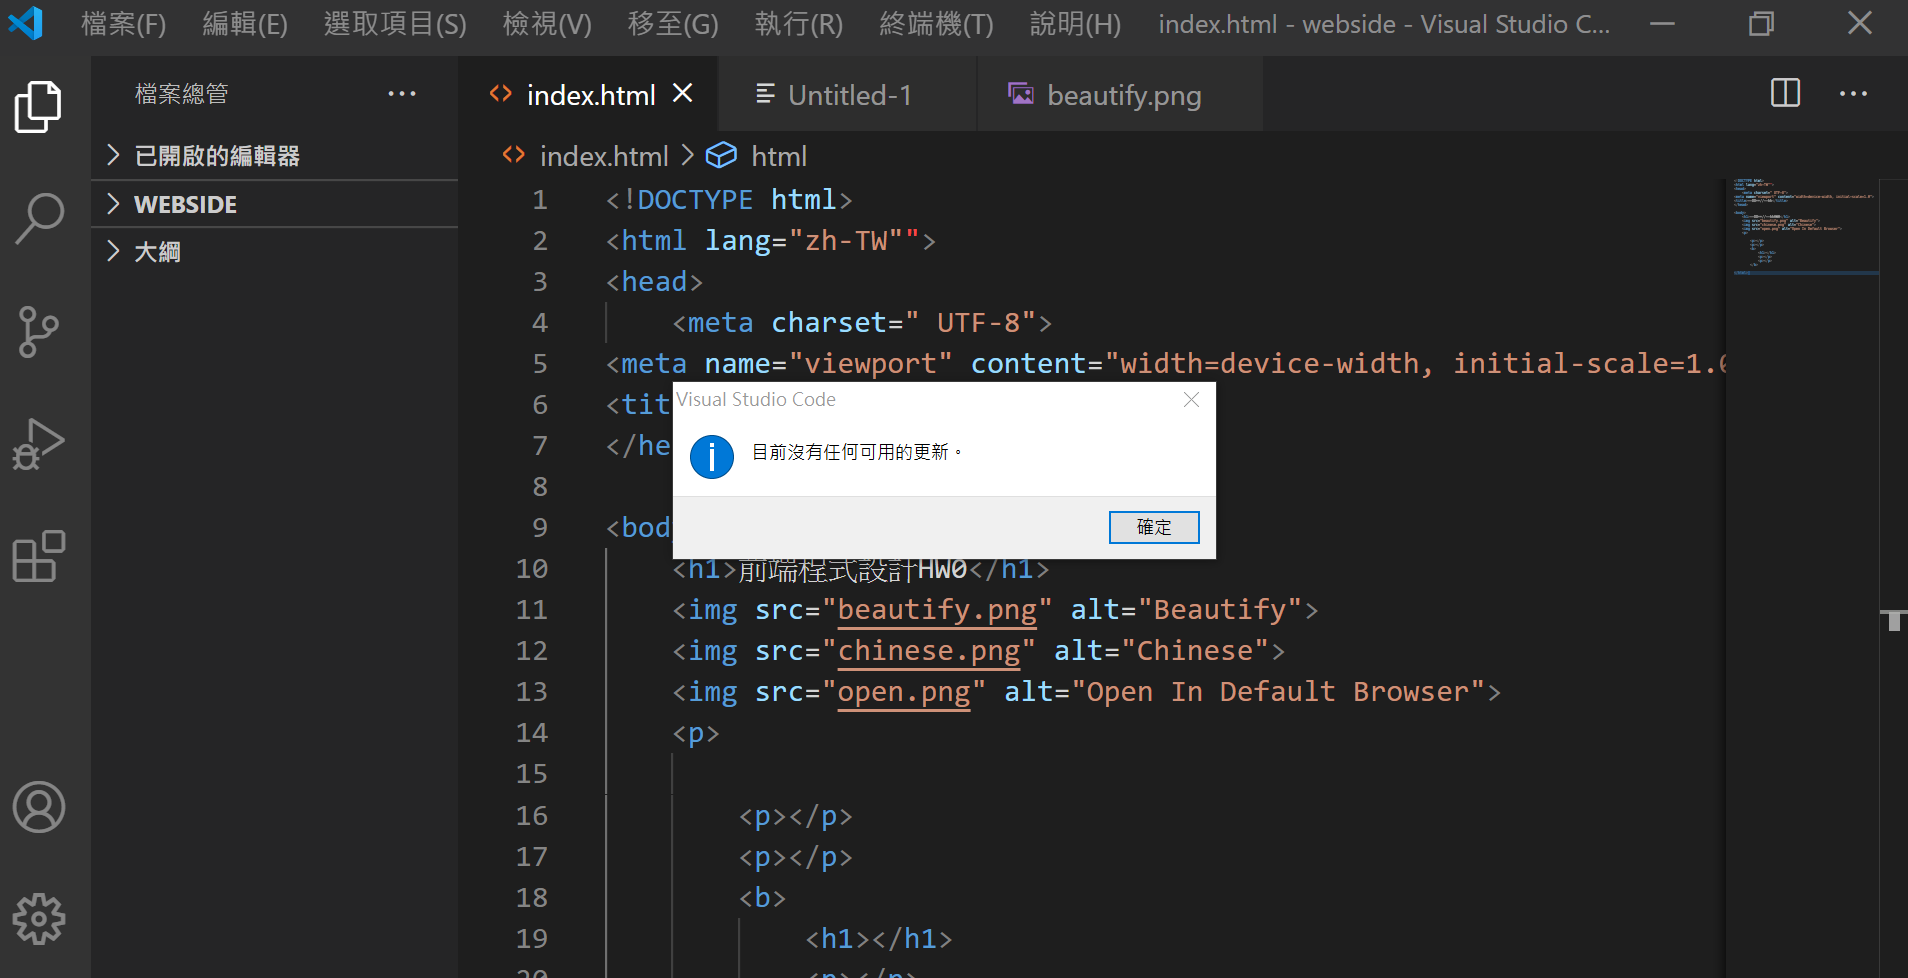 檔案(F) 編輯(E) 選取項目(S) 檢視(V) 移至(G) 執行(R) 終端機(T) 說明(H) index.html - webside - Visual Studio C...
檔案總管
已開啟的編輯器
WEBSIDE
大綱
index.html Untitled-1 beautify.png
index.html > html
1 <!DOCTYPE html>
2 <html lang="zh-TW"">
3 <head>
4 <meta charset=" UTF-8">
5 <meta name="viewport" content="width=device-width, initial-scale=1.0
6 <tit
7 </he
8
9 <body
Visual Studio Code
目前沒有任何可用的更新。
確定
10 <h1>前端程式設計HW0</h1>
11 <img src="beautify.png" alt="Beautify">
12 <img src="chinese.png" alt="Chinese">
13 <img src="open.png" alt="Open In Default Browser">
14 <p>
15
16 <p></p>
17 <p></p>
18 <b>
19 <h1></h1>
20 <p></p>